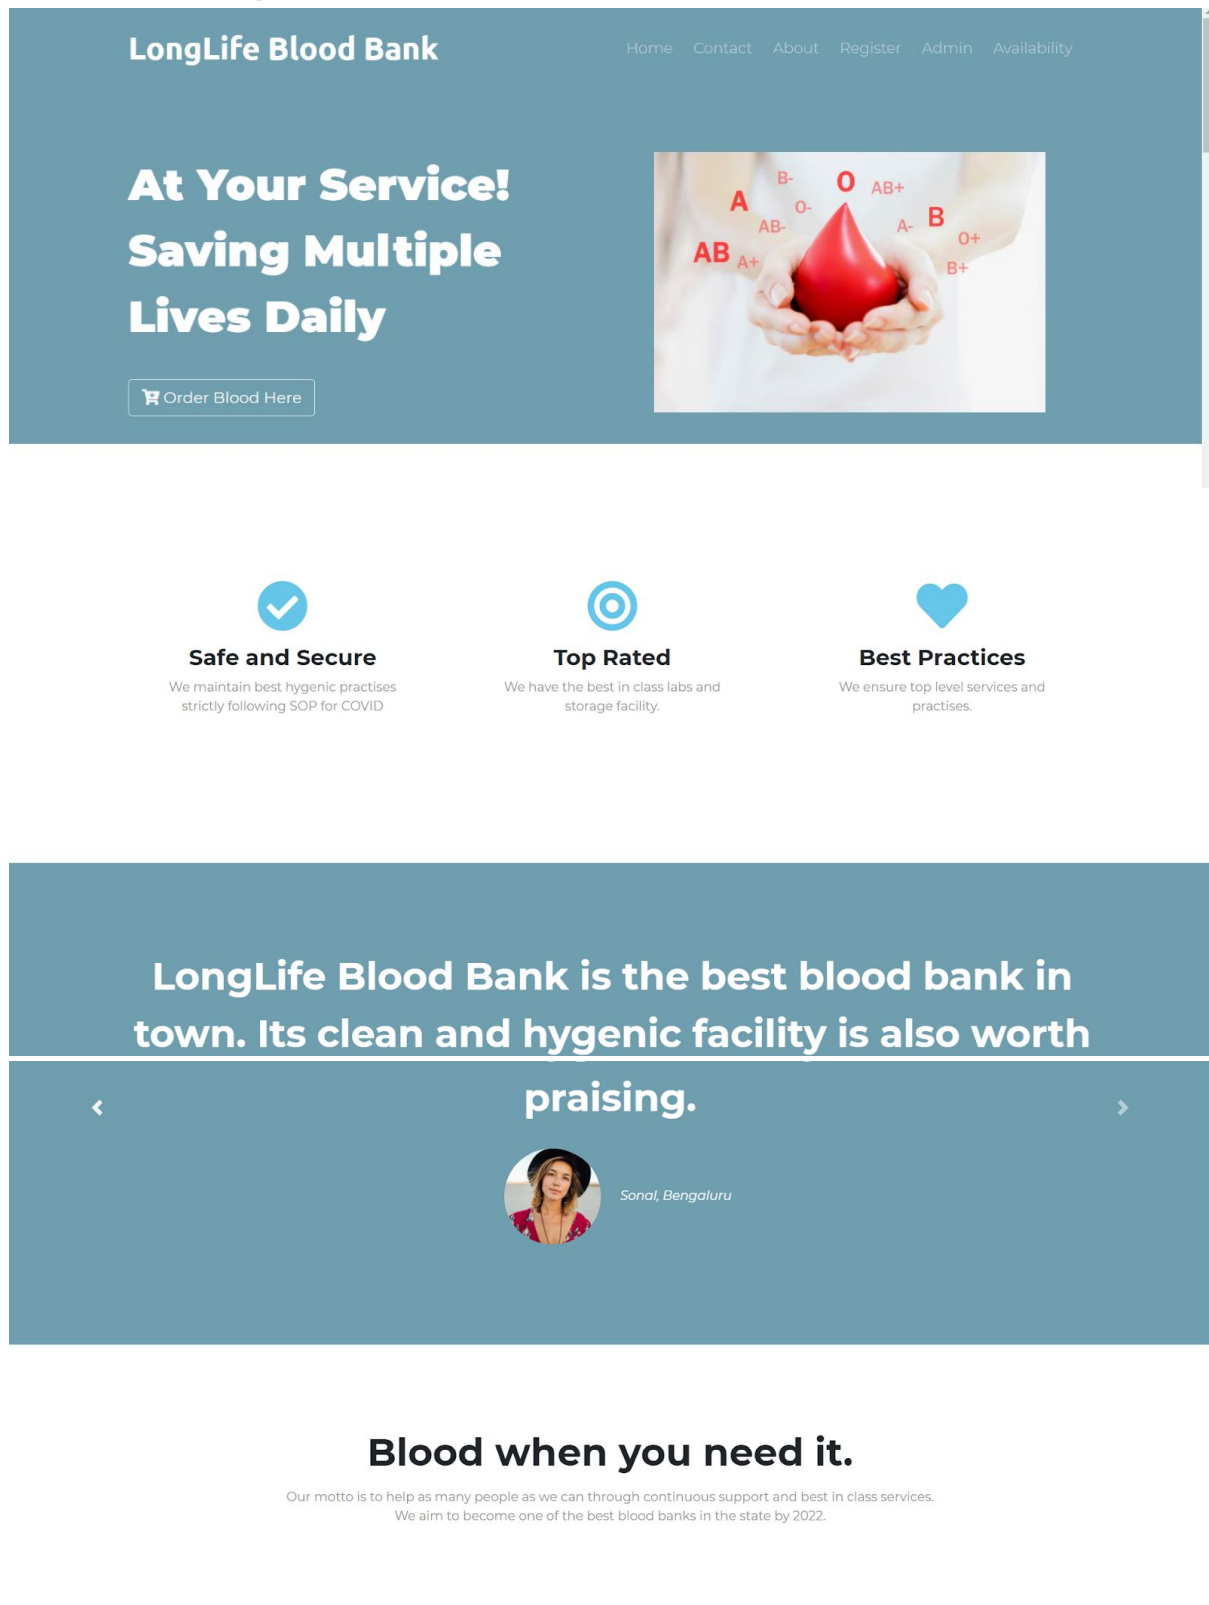 LongLife Blood Bank
Home Contact About Register Admin Availability
At Your Service!
Saving Multiple
Lives Daily
Order Blood Here
B-
O
AB+
A
O-
AB-
A-
B
O+
AB
A+
B+
Safe and Secure
We maintain best hygenic practises
strictly following SOP for COVID
Top Rated
We have the best in class labs and
storage facility.
Best Practices
We ensure top level services and
practises.
LongLife Blood Bank is the best blood bank in
town. Its clean and hygenic facility is also worth
praising.
Sonal, Bengaluru
Blood when you need it.
Our motto is to help as many people as we can through continuous support and best in class services.
We aim to become one of the best blood banks in the state by 2022.